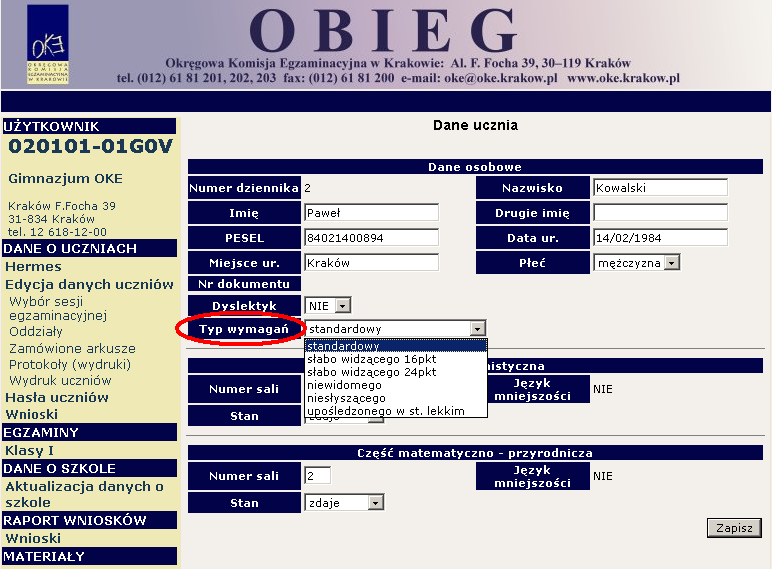 OKE
OKRĘGOWA
KOMISJA
EGZAMINACYJNA
W KRAKOWIE
OBIEG
Okręgowa Komisja Egzaminacyjna w Krakowie: Al. F. Focha 39, 30–119 Kraków
tel. (012) 61 81 201, 202, 203 fax: (012) 61 81 200 e-mail: oke@oke.krakow.pl www.oke.krakow.pl
UŻYTKOWNIK
020101-01G0V
Gimnazjum OKE
Kraków F.Focha 39
31-834 Kraków
tel. 12 618-12-00
DANE O UCZNIACH
Hermes
Edycja danych uczniów
Wybór sesji
egzaminacyjnej
Oddziały
Zamówione arkusze
Protokoły (wydruki)
Wydruk uczniów
Hasła uczniów
Wnioski
EGZAMINY
Klasy I
DANE O SZKOLE
Aktualizacja danych o
szkole
RAPORT WNIOSKÓW
Wnioski
MATERIAŁY
Dane ucznia
Dane osobowe
Numer dziennika 2 Nazwisko Kowalski
Imię Paweł Drugie imię
PESEL 84021400894 Data ur. 14/02/1984
Miejsce ur. Kraków Płeć mężczyzna
Nr dokumentu
Dyslektyk NIE
Typ wymagań standardowy
standardowy
słabo widzącego 16pkt
słabo widzącego 24pkt
niewidomego
niesłyszącego
upośledzonego w st. lekkim
nistyczna
Numer sali Język
mniejszości NIE
Stan zdaje
Część matematyczno - przyrodnicza
Numer sali 2 Język
mniejszości NIE
Stan zdaje
Zapisz